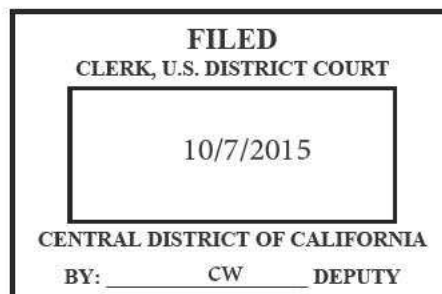 FILED
CLERK, U.S. DISTRICT COURT
10/7/2015
CENTRAL DISTRICT OF CALIFORNIA
BY: CW DEPUTY